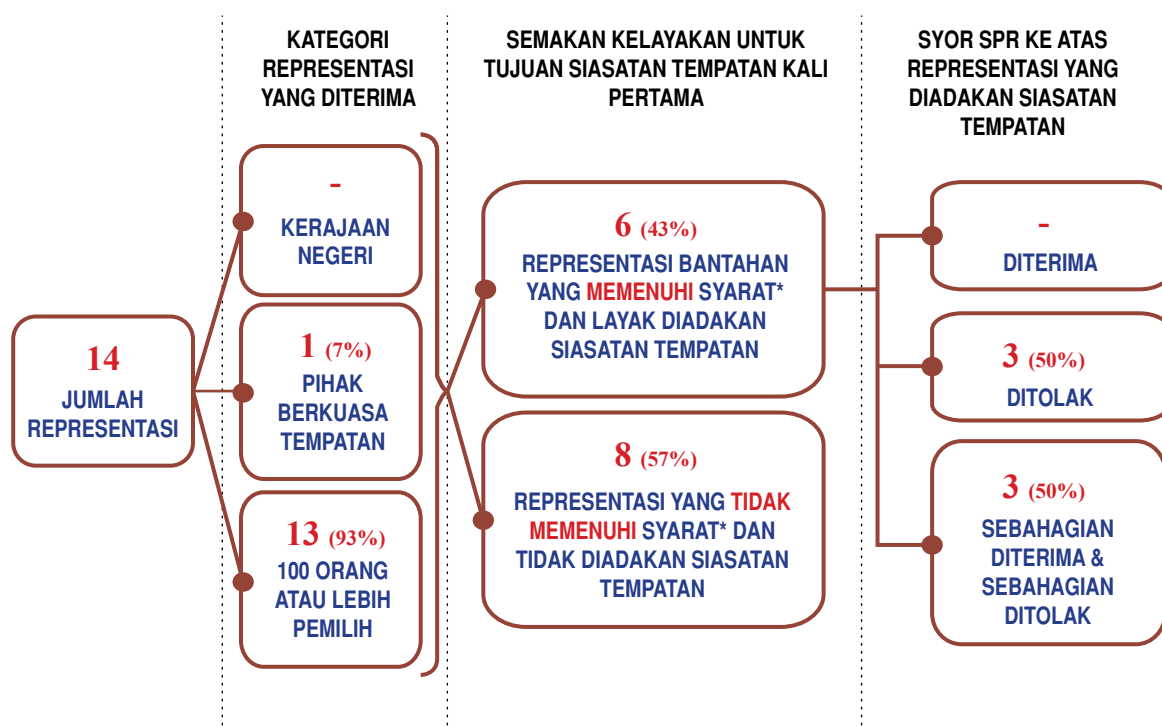 KATEGORI
REPRESENTASI
YANG DITERIMA
SEMAKAN KELAYAKAN UNTUK
TUJUAN SIASATAN TEMPATAN KALI
PERTAMA
SYOR SPR KE ATAS
REPRESENTASI YANG
DIADAKAN SIASATAN
TEMPATAN
14
JUMLAH
REPRESENTASI
-
KERAJAAN
NEGERI
1 (7%)
PIHAK
BERKUASA
TEMPATAN
13 (93%)
100 ORANG
ATAU LEBIH
PEMILIH
6 (43%)
REPRESENTASI BANTAHAN
YANG MEMENUHI SYARAT*
DAN LAYAK DIADAKAN
SIASATAN TEMPATAN
8 (57%)
REPRESENTASI YANG TIDAK
MEMENUHI SYARAT* DAN
TIDAK DIADAKAN SIASATAN
TEMPATAN
-
DITERIMA
3 (50%)
DITOLAK
3 (50%)
SEBAHAGIAN
DITERIMA &
SEBAHAGIAN
DITOLAK